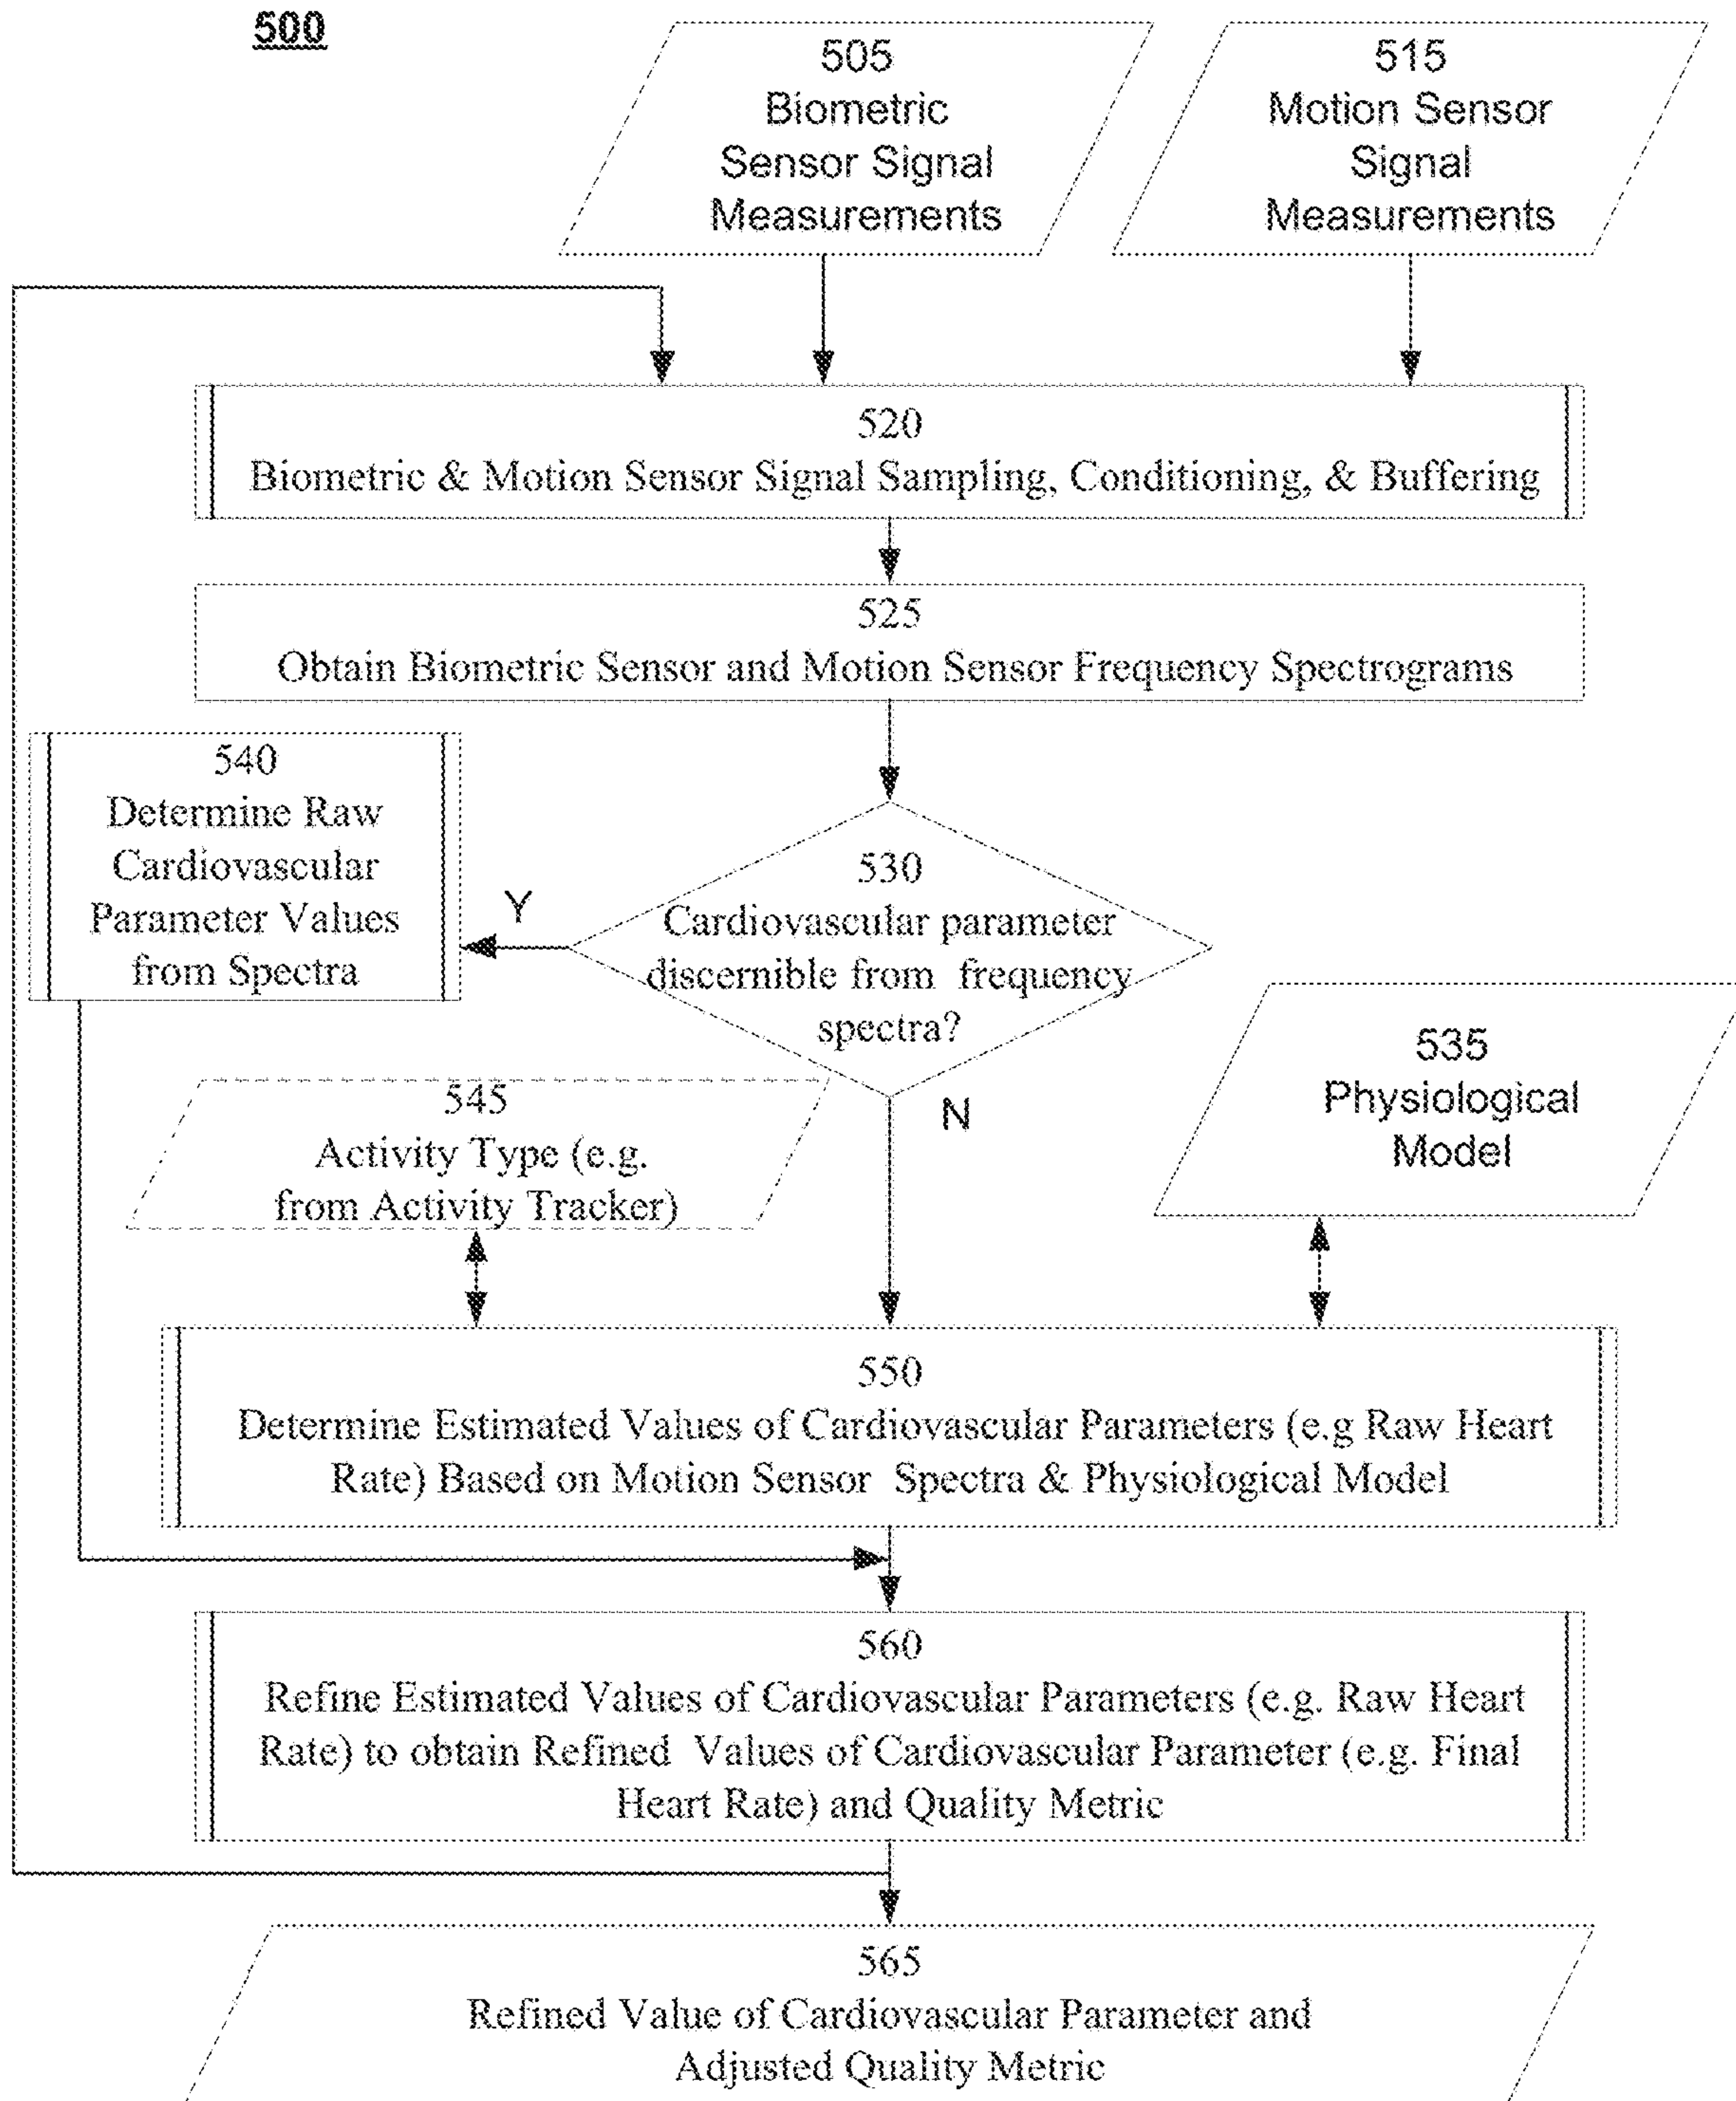 500
505
Biometric
Sensor Signal
Measurements
515
Motion Sensor
Signal
Measurements
520
Biometric & Motion Sensor Signal Sampling, Conditioning, & Buffering
525
Obtain Biometric Sensor and Motion Sensor Frequency Spectrograms
540
Determine Raw
Cardiovascular
Parameter Values
from Spectra
Y
530
Cardiovascular parameter
discernible from frequency
spectra?
N
535
Physiological
Model
545
Activity Type (e.g.
from Activity Tracker)
550
Determine Estimated Values of Cardiovascular Parameters (e.g Raw Heart
Rate) Based on Motion Sensor Spectra & Physiological Model
560
Refine Estimated Values of Cardiovascular Parameters (e.g. Raw Heart
Rate) to obtain Refined Values of Cardiovascular Parameter (e.g. Final
Heart Rate) and Quality Metric
565
Refined Value of Cardiovascular Parameter and
Adjusted Quality Metric